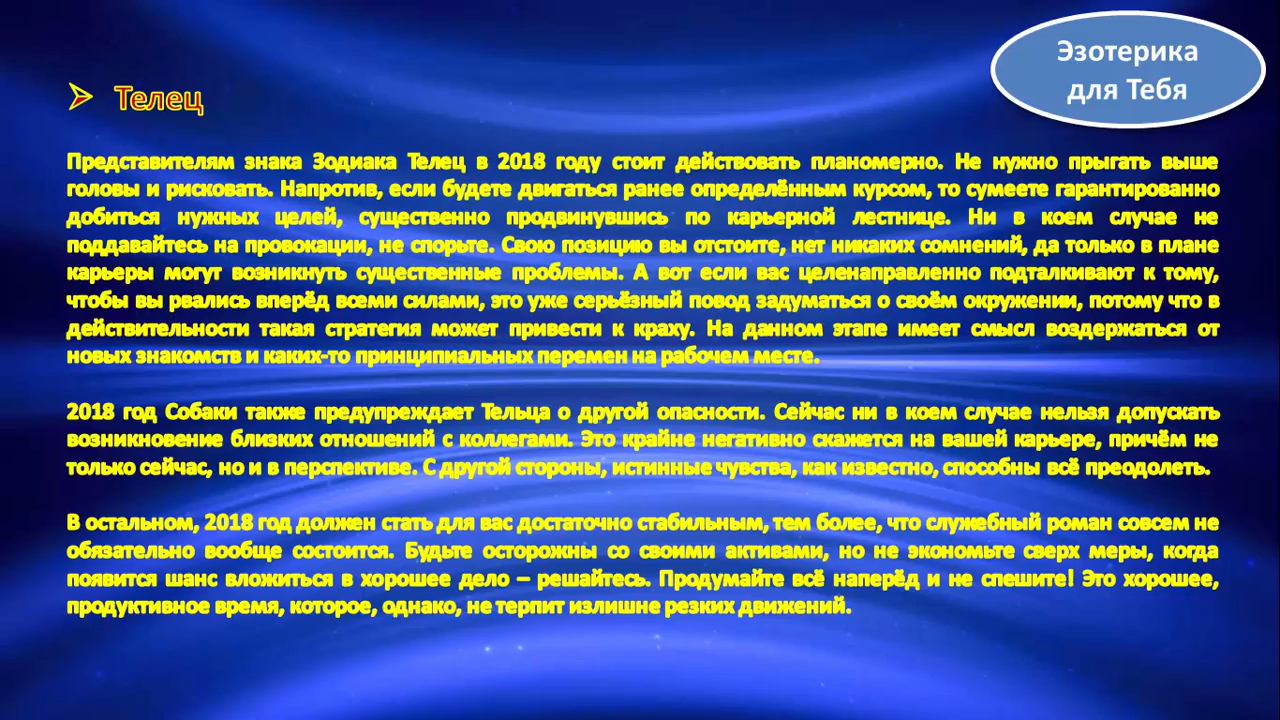 Эзотерика
для Тебя
Телец
Представителям знака Зодиака Телец в 2018 году стоит действовать планомерно. Не нужно прыгать выше
головы и рисковать. Напротив, если будете двигаться ранее определённым курсом, то сумеете гарантированно
добиться нужных целей, существенно продвинувшись по карьерной лестнице. Ни в коем случае не
поддавайтесь на провокации, не спорьте. Свою позицию вы отстоите, нет никаких сомнений, да только в плане
карьеры могут возникнуть существенные проблемы. А вот если вас целенаправленно подталкивают к тому,
чтобы вы рвались вперёд всеми силами, это уже серьёзный повод задуматься о своём окружении, потому что в
действительности такая стратегия может привести к краху. На данном этапе имеет смысл воздержаться от
новых знакомств и каких-то принципиальных перемен на рабочем месте.
2018 год Собаки также предупреждает Тельца о другой опасности. Сейчас ни в коем случае нельзя допускать
возникновение близких отношений с коллегами. Это крайне негативно скажется на вашей карьере, причём не
только сейчас, но и в перспективе. С другой стороны, истинные чувства, как известно, способны всё преодолеть.
В остальном, 2018 год должен стать для вас достаточно стабильным, тем более, что служебный роман совсем не
обязательно вообще состоится. Будьте осторожны со своими активами, но не экономьте сверх меры, когда
появится шанс вложиться в хорошее дело – решайтесь. Продумайте всё наперёд и не спешите! Это хорошее,
продуктивное время, которое, однако, не терпит излишне резких движений.